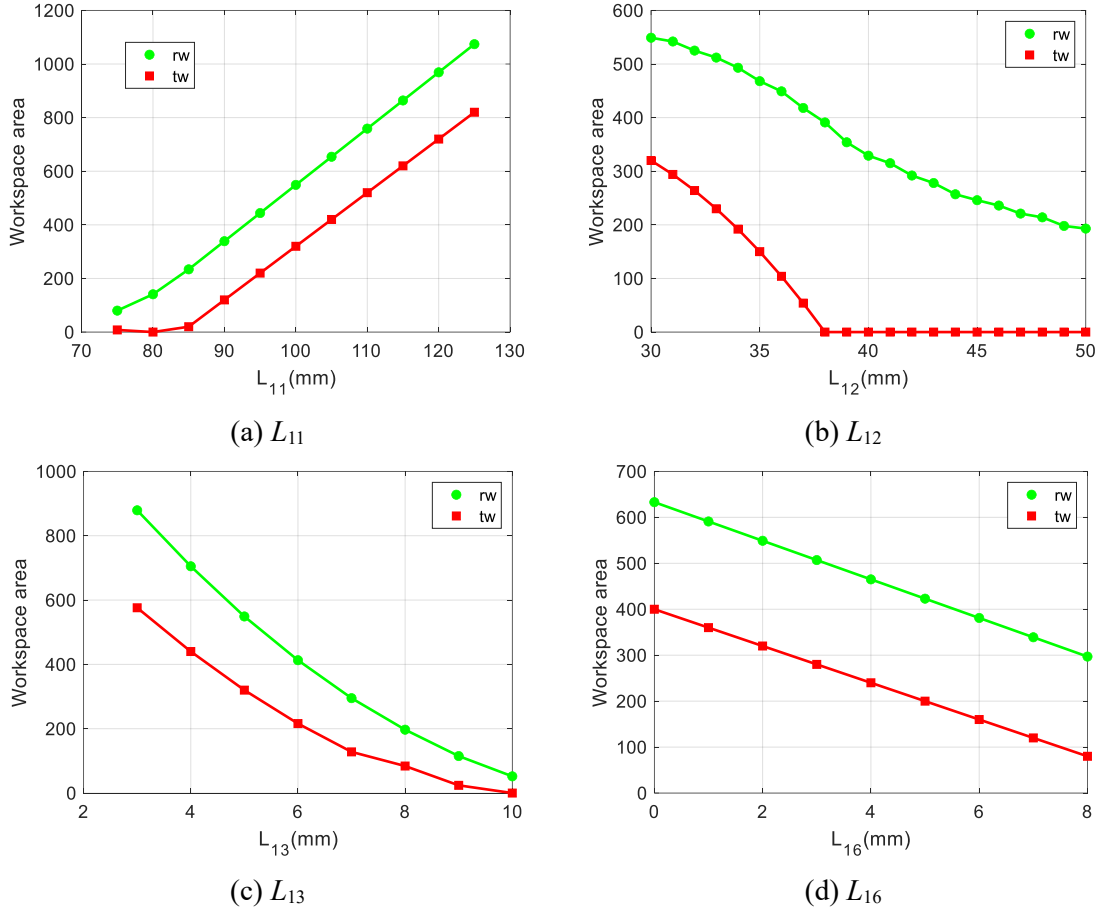 1200
1000
800
600
400
200
0
70 80 90 100 110 120 130
Workspace area
L11(mm)
rw
tw
(a) L11
600
500
400
300
200
100
0
30 35 40 45 50
Workspace area
L12(mm)
rw
tw
(b) L12
1000
800
600
400
200
0
2 4 6 8 10
Workspace area
L13(mm)
rw
tw
(c) L13
700
600
500
400
300
200
100
0
0 2 4 6 8
Workspace area
L16(mm)
rw
tw
(d) L16